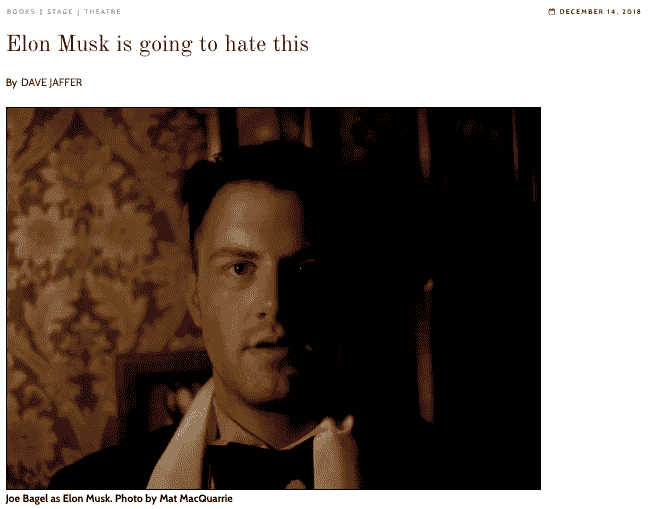 BOOKS | STAGE | THEATRE
DECEMBER 14, 2018
Elon Musk is going to hate this
By DAVE JAFFER
Joe Bagel as Elon Musk. Photo by Mat MacQuarrie